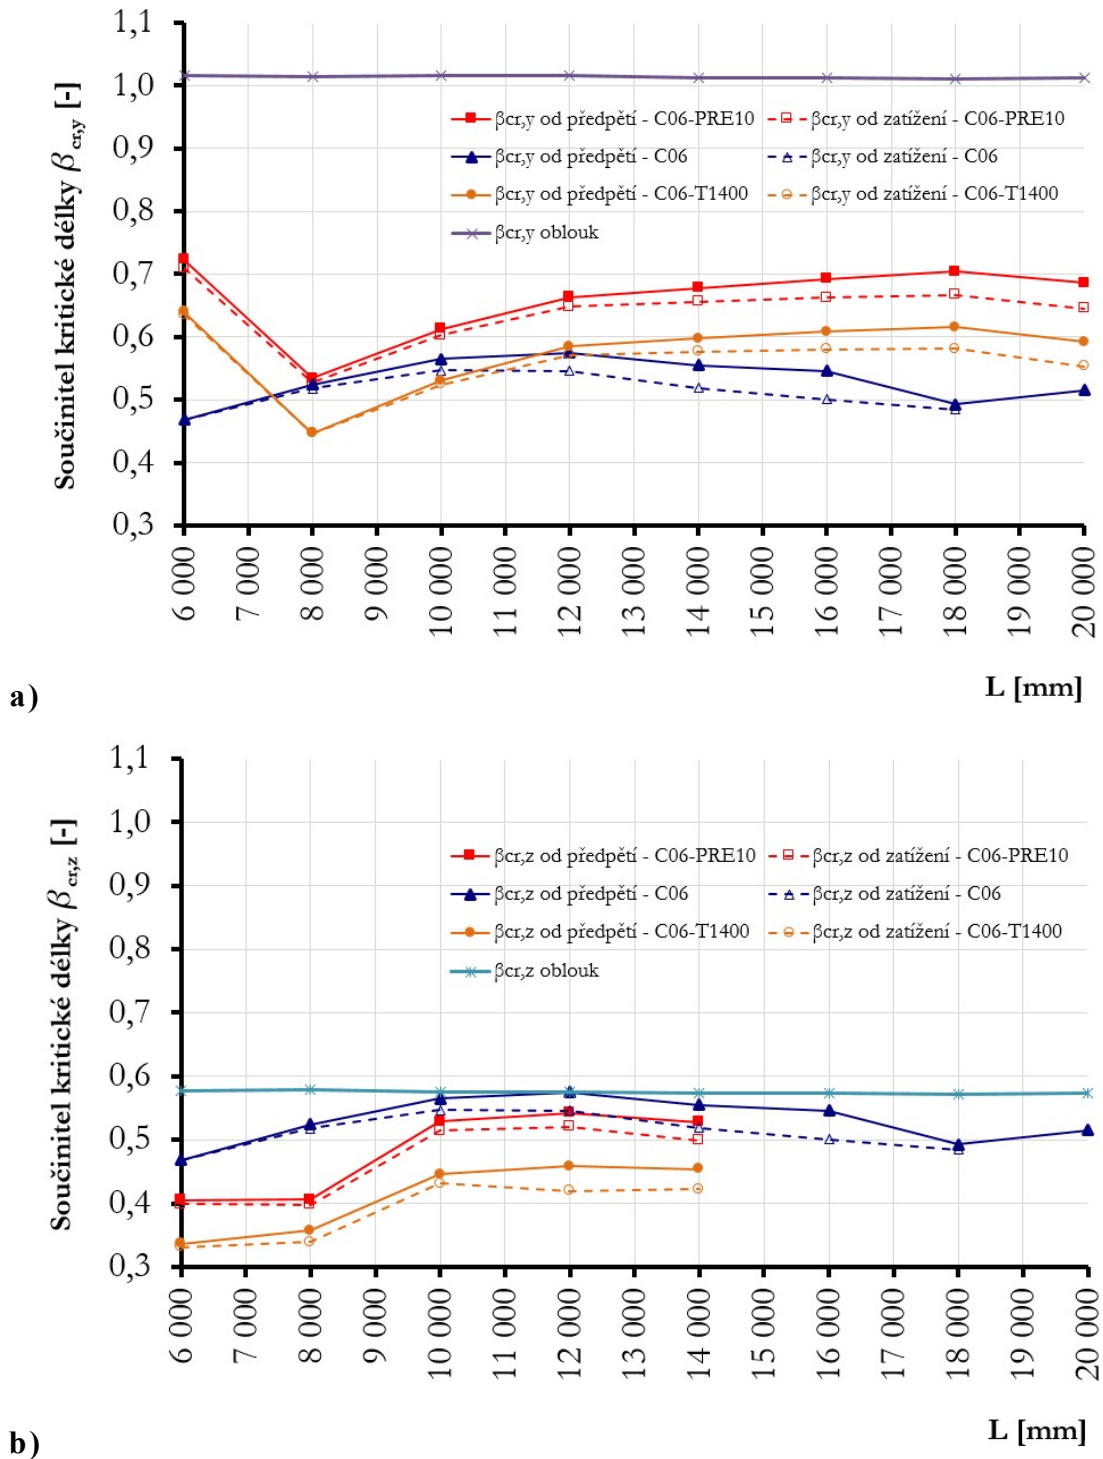 1,1
1,0
0,9
0,8
0,7
0,6
0,5
0,4
0,3
Součinitel kritické délky β cr,y [-]
βcr,y od předpětí - C06-PRE10 βcr,y od zatížení - C06-PRE10
βcr,y od předpětí - C06 βcr,y od zatížení - C06
βcr,y od předpětí - C06-T1400 βcr,y od zatížení - C06-T1400
βcr,y oblouk
6 000 7 000 8 000 9 000 10 000 11 000 12 000 13 000 14 000 15 000 16 000 17 000 18 000 19 000 20 000
L [mm]
a)
1,1
1,0
0,9
0,8
0,7
0,6
0,5
0,4
0,3
Součinitel kritické délky β cr,z [-]
βcr,z od předpětí - C06-PRE10 βcr,z od zatížení - C06-PRE10
βcr,z od předpětí - C06 βcr,z od zatížení - C06
βcr,z od předpětí - C06-T1400 βcr,z od zatížení - C06-T1400
βcr,z oblouk
6 000 7 000 8 000 9 000 10 000 11 000 12 000 13 000 14 000 15 000 16 000 17 000 18 000 19 000 20 000
L [mm]
b)